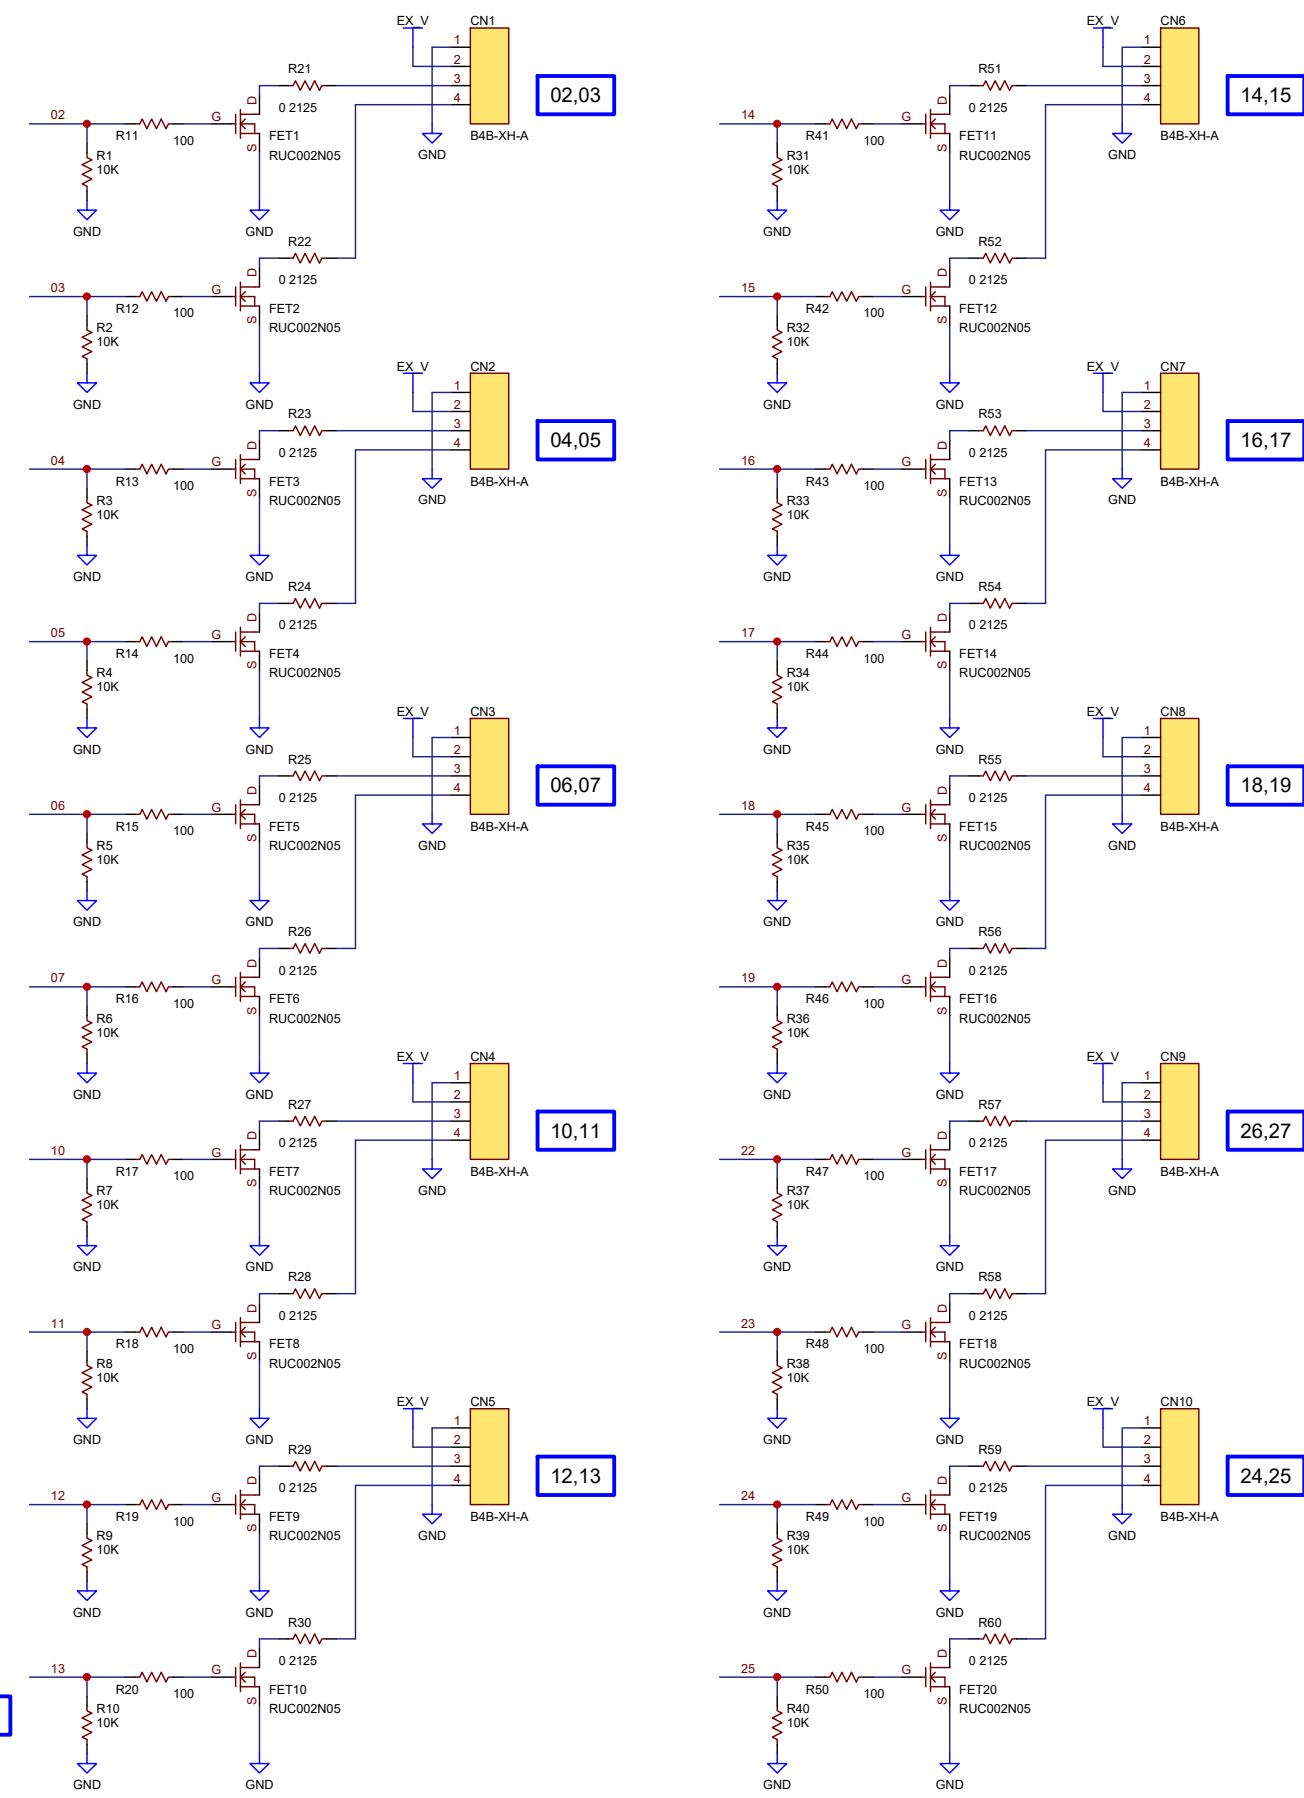 EX_V
CN1
1
2
3
4
R21
0 2125
02,03
02
R11
100
G
D
S
FET1
RUC002N05
B4B-XH-A
GND
R1
10K
GND
GND
R22
0 2125
03
R12
100
G
D
S
FET2
RUC002N05
R2
10K
GND
GND
EX_V
CN2
1
2
3
4
R23
0 2125
04,05
04
R13
100
G
D
S
FET3
RUC002N05
B4B-XH-A
GND
R3
10K
GND
GND
R24
0 2125
05
R14
100
G
D
S
FET4
RUC002N05
R4
10K
GND
GND
EX_V
CN3
1
2
3
4
R25
0 2125
06,07
06
R15
100
G
D
S
FET5
RUC002N05
B4B-XH-A
GND
R5
10K
GND
GND
R26
0 2125
07
R16
100
G
D
S
FET6
RUC002N05
R6
10K
GND
GND
EX_V
CN4
1
2
3
4
R27
0 2125
10,11
10
R17
100
G
D
S
FET7
RUC002N05
B4B-XH-A
GND
R7
10K
GND
GND
R28
0 2125
11
R18
100
G
D
S
FET8
RUC002N05
R8
10K
GND
GND
EX_V
CN5
1
2
3
4
R29
0 2125
12,13
12
R19
100
G
D
S
FET9
RUC002N05
B4B-XH-A
GND
R9
10K
GND
GND
R30
0 2125
13
R20
100
G
D
S
FET10
RUC002N05
R10
10K
GND
GND
EX_V
CN6
1
2
3
4
R51
0 2125
14,15
14
R41
100
G
D
S
FET11
RUC002N05
B4B-XH-A
GND
R31
10K
GND
GND
R52
0 2125
15
R42
100
G
D
S
FET12
RUC002N05
R32
10K
GND
GND
EX_V
CN7
1
2
3
4
R53
0 2125
16,17
16
R43
100
G
D
S
FET13
RUC002N05
B4B-XH-A
GND
R33
10K
GND
GND
R54
0 2125
17
R44
100
G
D
S
FET14
RUC002N05
R34
10K
GND
GND
EX_V
CN8
1
2
3
4
R55
0 2125
18,19
18
R45
100
G
D
S
FET15
RUC002N05
B4B-XH-A
GND
R35
10K
GND
GND
R56
0 2125
19
R46
100
G
D
S
FET16
RUC002N05
R36
10K
GND
GND
EX_V
CN9
1
2
3
4
R57
0 2125
26,27
22
R47
100
G
D
S
FET17
RUC002N05
B4B-XH-A
GND
R37
10K
GND
GND
R58
0 2125
23
R48
100
G
D
S
FET18
RUC002N05
R38
10K
GND
GND
EX_V
CN10
1
2
3
4
R59
0 2125
24,25
24
R49
100
G
D
S
FET19
RUC002N05
B4B-XH-A
GND
R39
10K
GND
GND
R60
0 2125
25
R50
100
G
D
S
FET20
RUC002N05
R40
10K
GND
GND